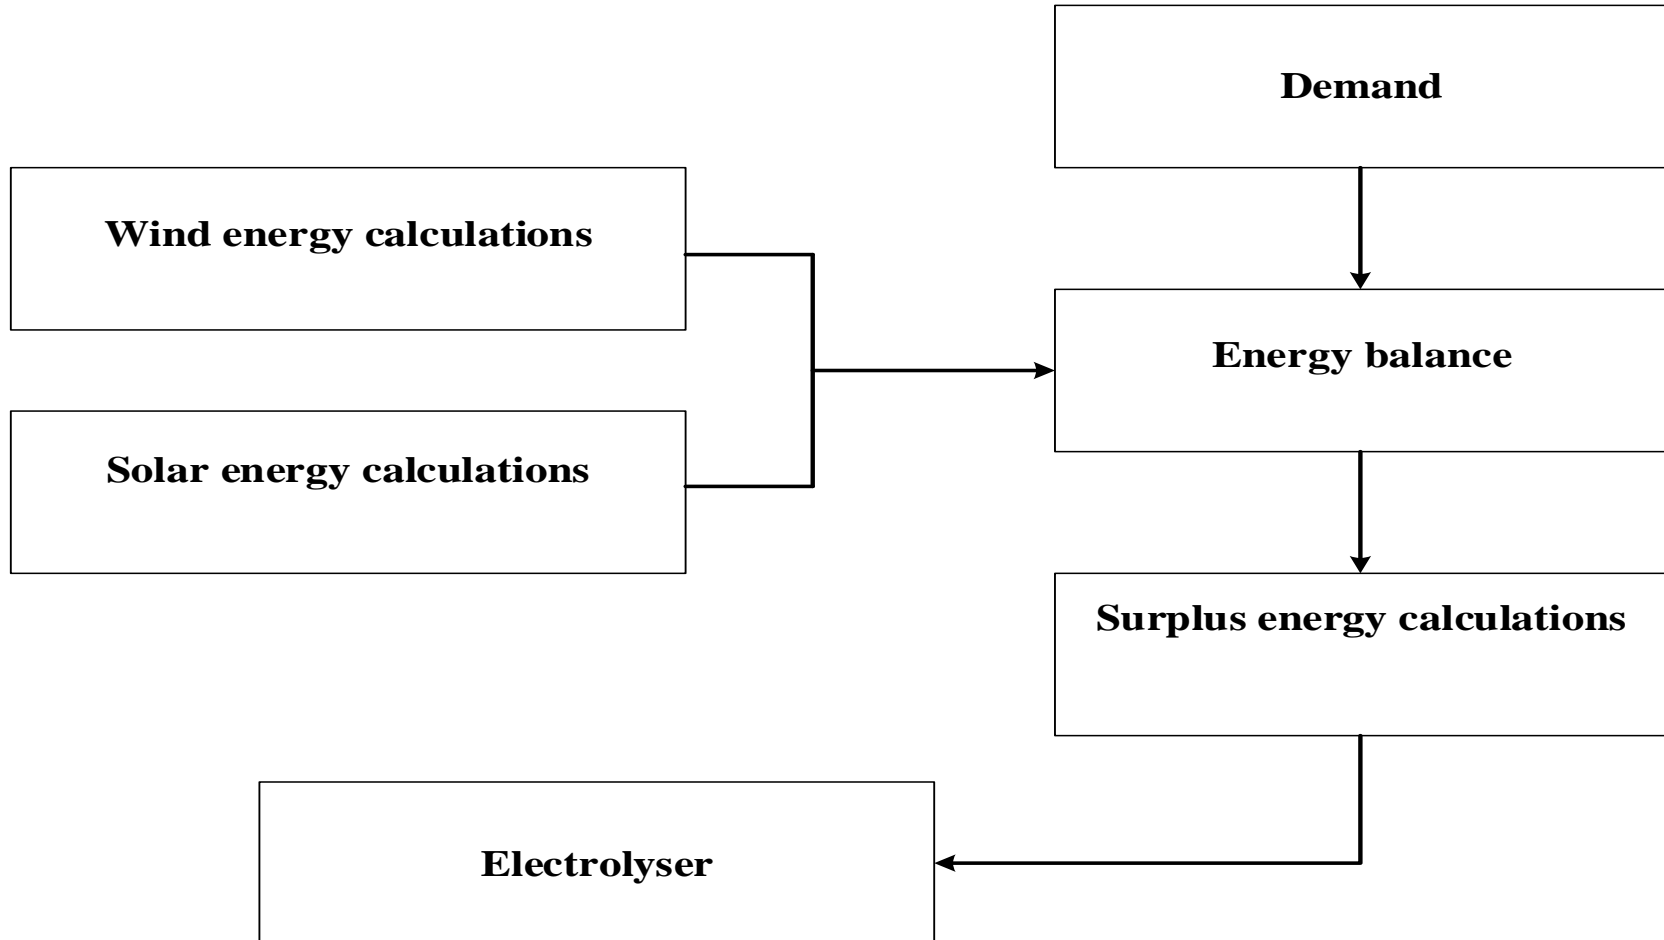 Demand
Wind energy calculations
Energy balance
Solar energy calculations
Surplus energy calculations
Electrolyser